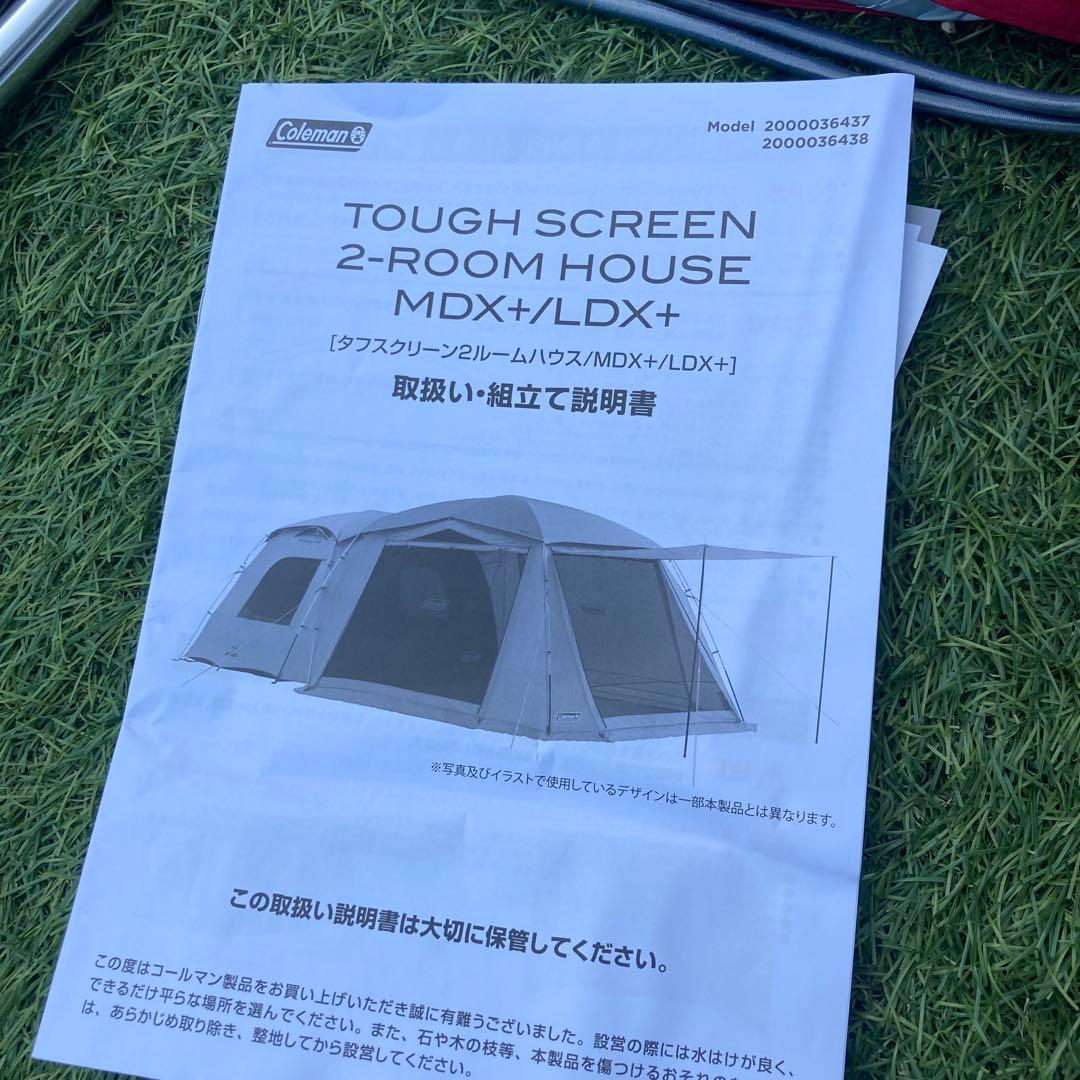 Coleman
Model 2000036437
2000036438
TOUGH SCREEN
2-ROOM HOUSE
MDX+/LDX+
[タフスクリーン2ルームハウス/MDX+/LDX+]
取扱い・組立て説明書
Coleman
Coleman
※写真及びイラストで使用しているデザインは一部本製品とは異なります。
この取扱い説明書は大切に保管してください。
この度はコールマン製品をお買い上げいただき誠に有難うございました。設営の際には水はけが良く、
できるだけ平らな場所を選んでください。また、石や木の枝等、本製品を傷つけるおそれの
は、あらかじめ取り除き、整地してから設営してください。